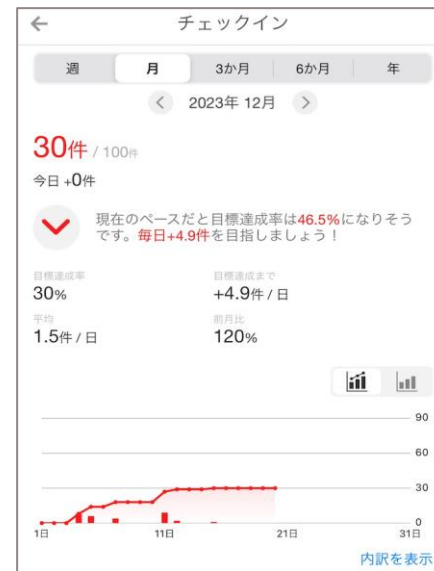 チェックイン
週 月 3か月 6か月 年
2023年 12月
30件 / 100件
今日 +0件
現在のペースだと目標達成率は46.5%になりそう
です。毎日+4.9件を目指しましょう！
目標達成率 目標達成まで
30% +4.9件 / 日
平均 前月比
1.5件 / 日 120%
90
60
30
0
1日 11日 21日 31日
内訳を表示